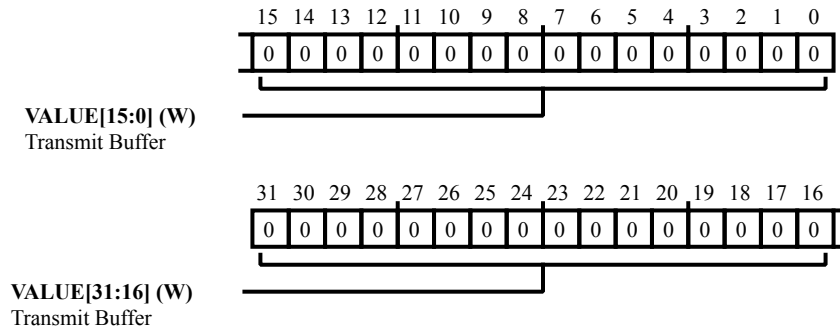 15 14 13 12 11 10 9 8 7 6 5 4 3 2 1 0
0 0 0 0 0 0 0 0 0 0 0 0 0 0 0 0
VALUE[15:0] (W)
Transmit Buffer
31 30 29 28 27 26 25 24 23 22 21 20 19 18 17 16
0 0 0 0 0 0 0 0 0 0 0 0 0 0 0 0
VALUE[31:16] (W)
Transmit Buffer